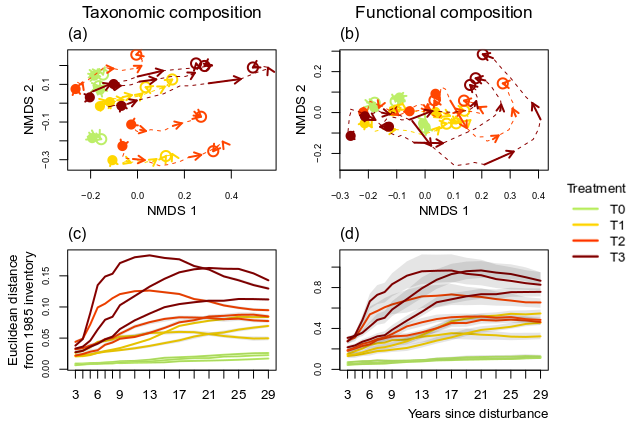 Taxonomic composition
Functional composition
(a)
(b)
NMDS 2
0.1
-0.1
-0.3
-0.2
0.0
0.2
0.4
NMDS 1
NMDS 2
0.2
0.0
-0.2
-0.3
-0.2
-0.1
0.0
0.1
0.2
0.3
0.4
NMDS 1
Treatment
T0
T1
T2
T3
(c)
(d)
Euclidean distance
from 1985 inventory
0.15
0.10
0.05
0.00
3
6
9
13
17
21
25
29
0.8
0.4
0.0
3
6
9
13
17
21
25
29
Years since disturbance